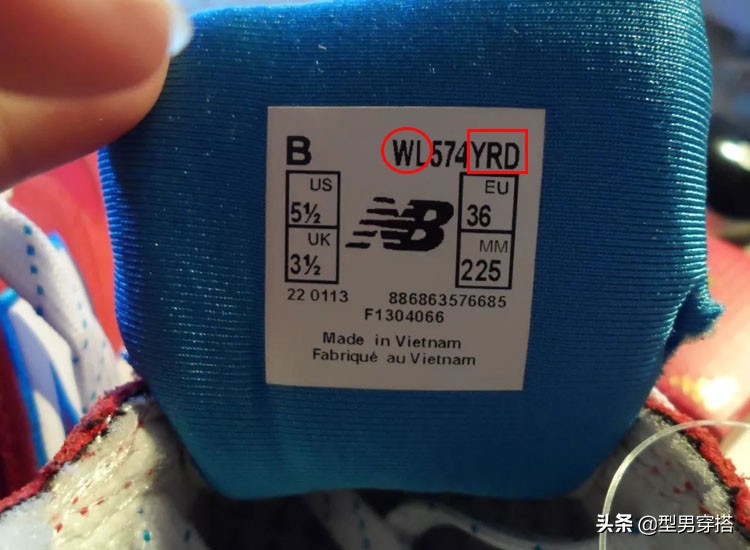 B WL574YRD
US EU
5½ 36
UK NB MM
3½ 225
22 0113 886863576685
F1304066
Made in Vietnam
Fabriqué au Vietnam
头条 @型男穿搭